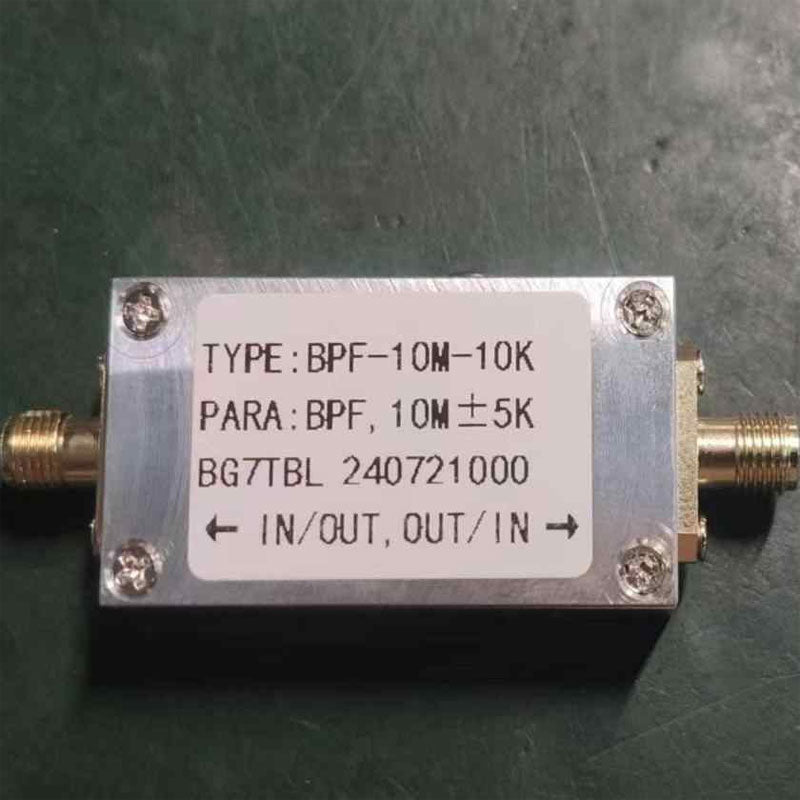 TYPE:BPF-10M-10K
PARA:BPF,10M±5K
BG7TBL 240721000
← IN/OUT,OUT/IN →